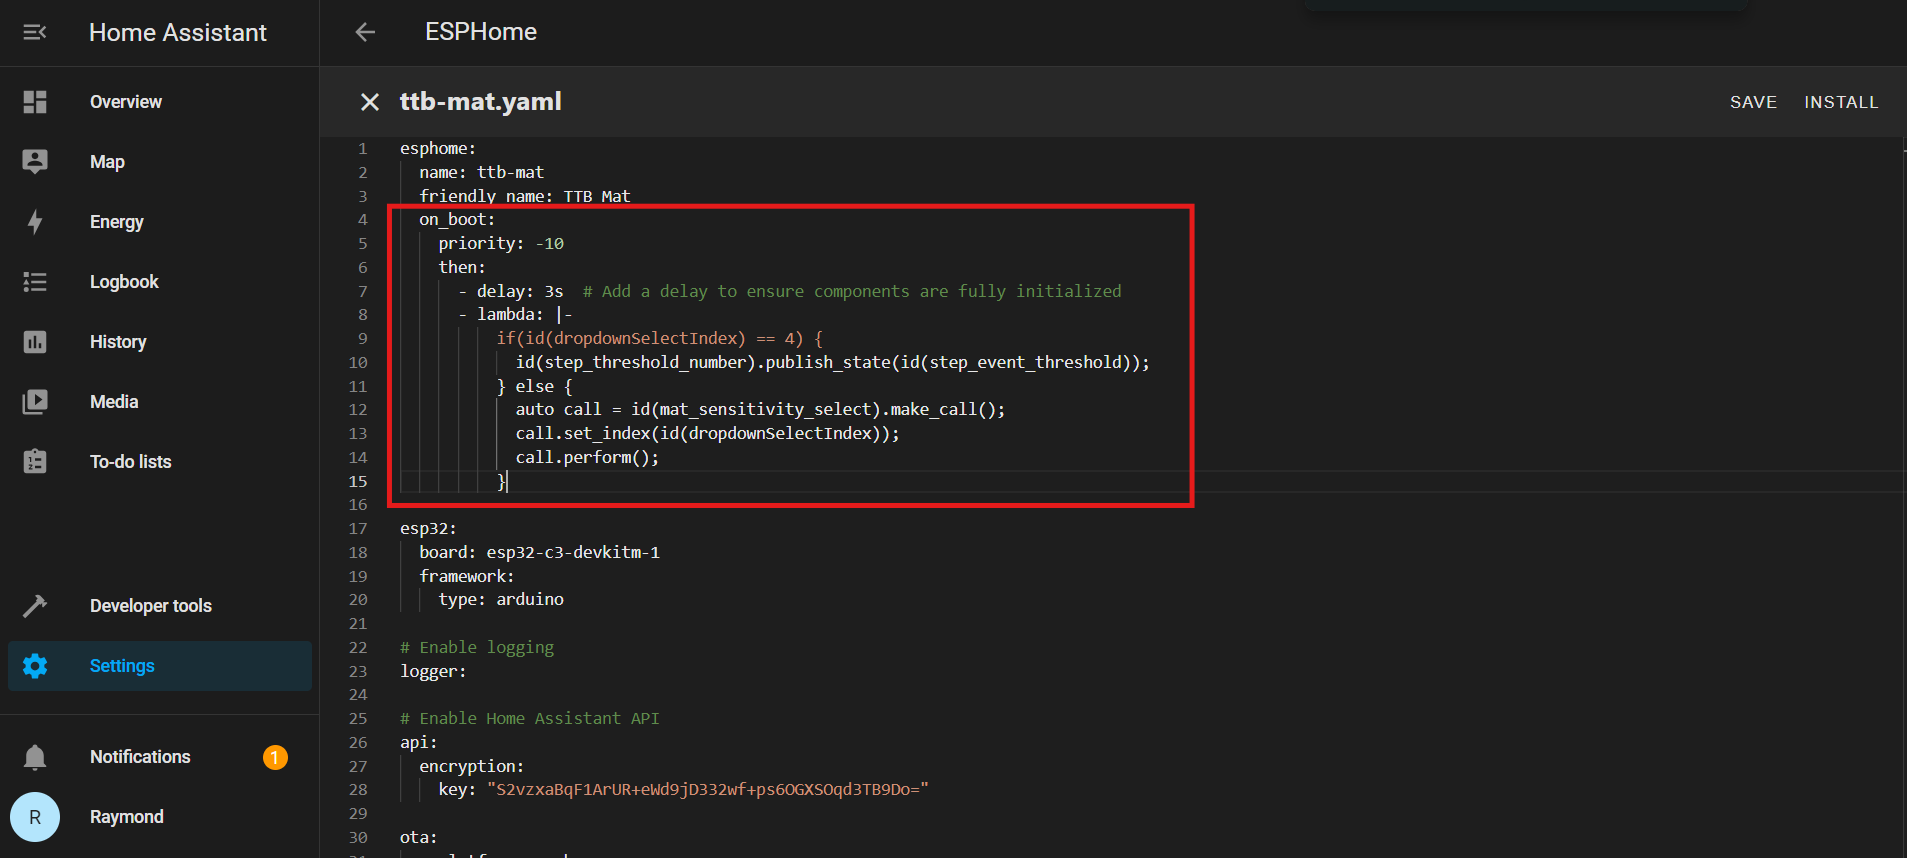 Home Assistant
ESPHome
Overview
Map
Energy
Logbook
History
Media
To-do lists
Developer tools
Settings
Notifications
1
R
Raymond
ttb-mat.yaml
SAVE
INSTALL
1 esphome:
2 name: ttb-mat
3 friendly_name: TTB Mat
4 on_boot:
5 priority: -10
6 then:
7 - delay: 3s # Add a delay to ensure components are fully initialized
8 - lambda: |-
9 if(id(dropdownSelectIndex) == 4) {
10 id(step_threshold_number).publish_state(id(step_event_threshold));
11 } else {
12 auto call = id(mat_sensitivity_select).make_call();
13 call.set_index(id(dropdownSelectIndex));
14 call.perform();
15 }
16
17 esp32:
18 board: esp32-c3-devkitm-1
19 framework:
20 type: arduino
21
22 # Enable logging
23 logger:
24
25 # Enable Home Assistant API
26 api:
27 encryption:
28 key: "S2vzxaBqF1ArUR+eWd9jD332wf+ps6OGXSOqd3TB9Do="
29
30 ota: